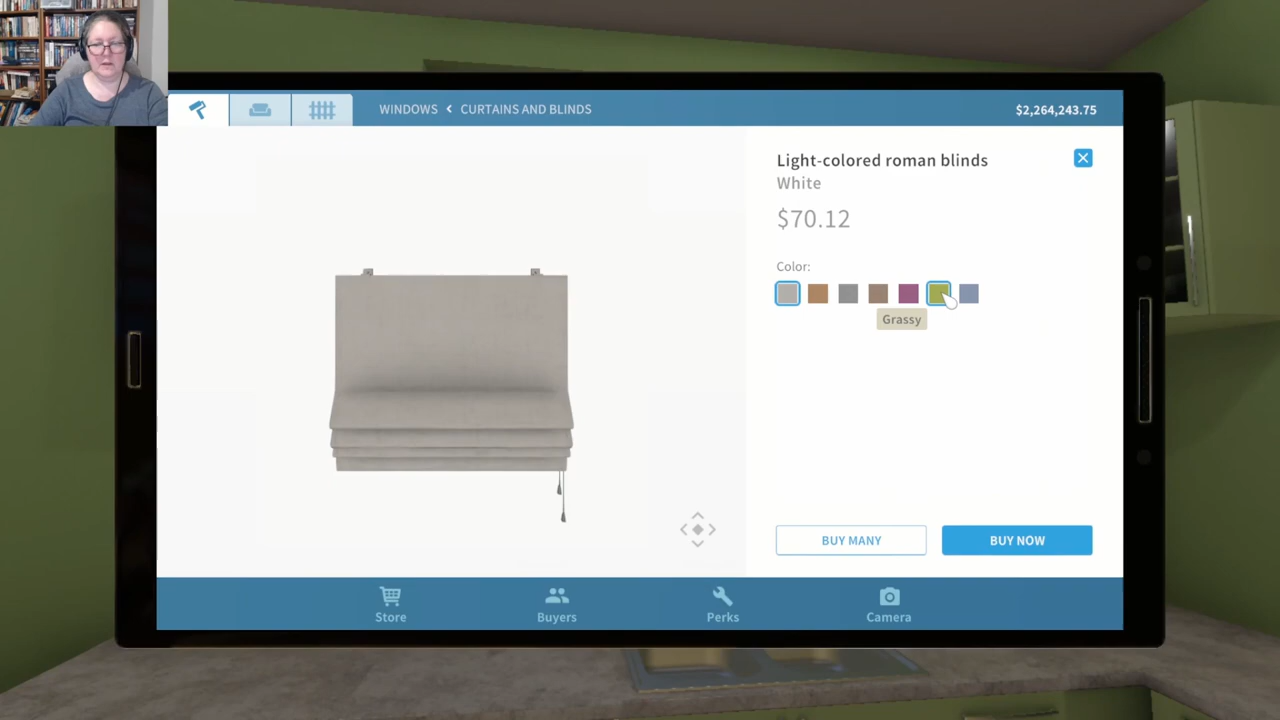 WINDOWS < CURTAINS AND BLINDS
$2,264,243.75
Light-colored roman blinds
White
$70.12
Color:
Grassy
BUY MANY
BUY NOW
Store
Buyers
Perks
Camera